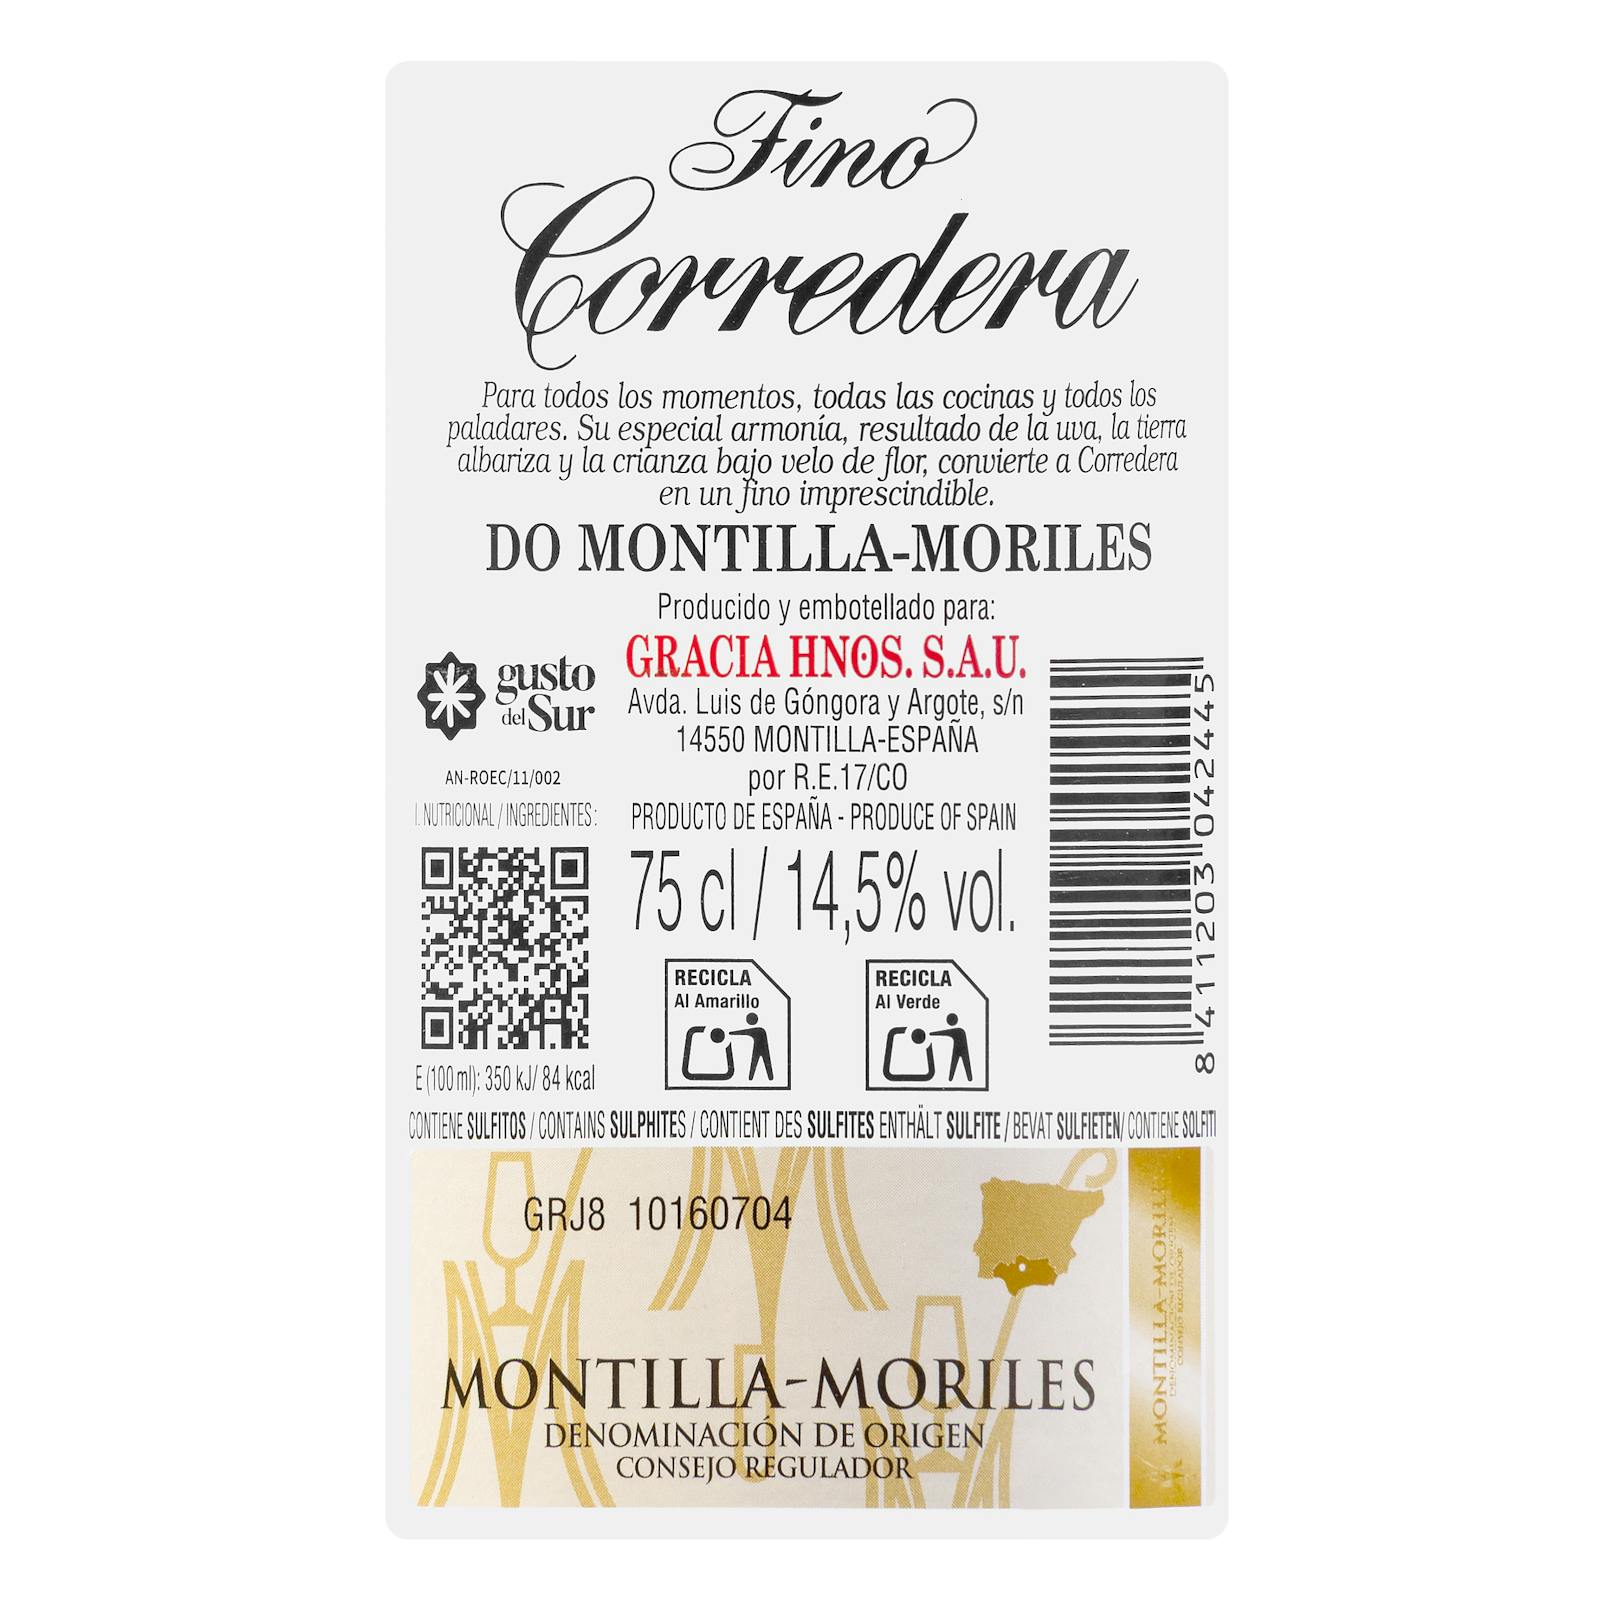 Fino
Corredera
Para todos los momentos, todas las cocinas y todos los
paladares. Su especial armonía, resultado de la uva, la tierra
albariza y la crianza bajo velo de flor, convierte a Corredera
en un fino imprescindible.
DO MONTILLA-MORILES
Producido y embotellado para:
GRACIA HNOS. S.A.U.
Avda. Luis de Góngora y Argote, s/n
14550 MONTILLA-ESPAÑA
por R.E.17/CO
PRODUCTO DE ESPAÑA - PRODUCE OF SPAIN
75 cl / 14,5% vol.
gusto
del Sur
AN-ROEC/11/002
I. NUTRICIONAL / INGREDIENTES:
E (100 ml): 350 kJ/ 84 kcal
RECICLA
Al Amarillo
RECICLA
Al Verde
8 411203 042445
CONTIENE SULFITOS / CONTAINS SULPHITES / CONTIENT DES SULFITES ENTHÄLT SULFITE / BEVAT SULFIETEN/ CONTIENE SOLFITI
GRJ8 10160704
MONTILLA-MORILES
DENOMINACIÓN DE ORIGEN
CONSEJO REGULADOR
MONTILLA-MORILES
DENOMINACIÓN DE ORIGEN
CONSEJO REGULADOR